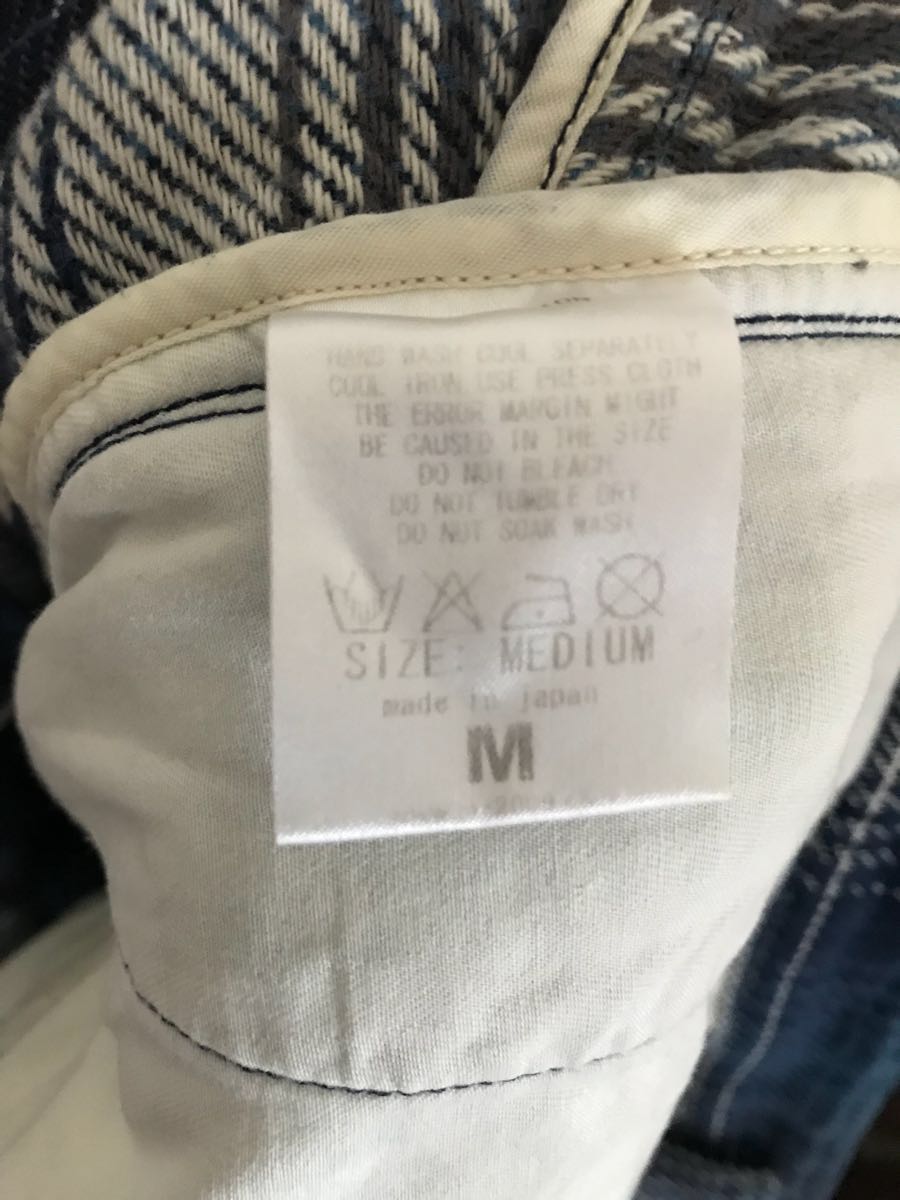 HAND WASH COOL SEPARATELY
COOL IRON USE PRESS CLOTH
THE ERROR MARGIN MIGHT
BE CAUSED IN THE SIZE
DO NOT BLEACH
DO NOT TUMBLE DRY
DO NOT SOAK WASH
SIZE: MEDIUM
made in japan
M